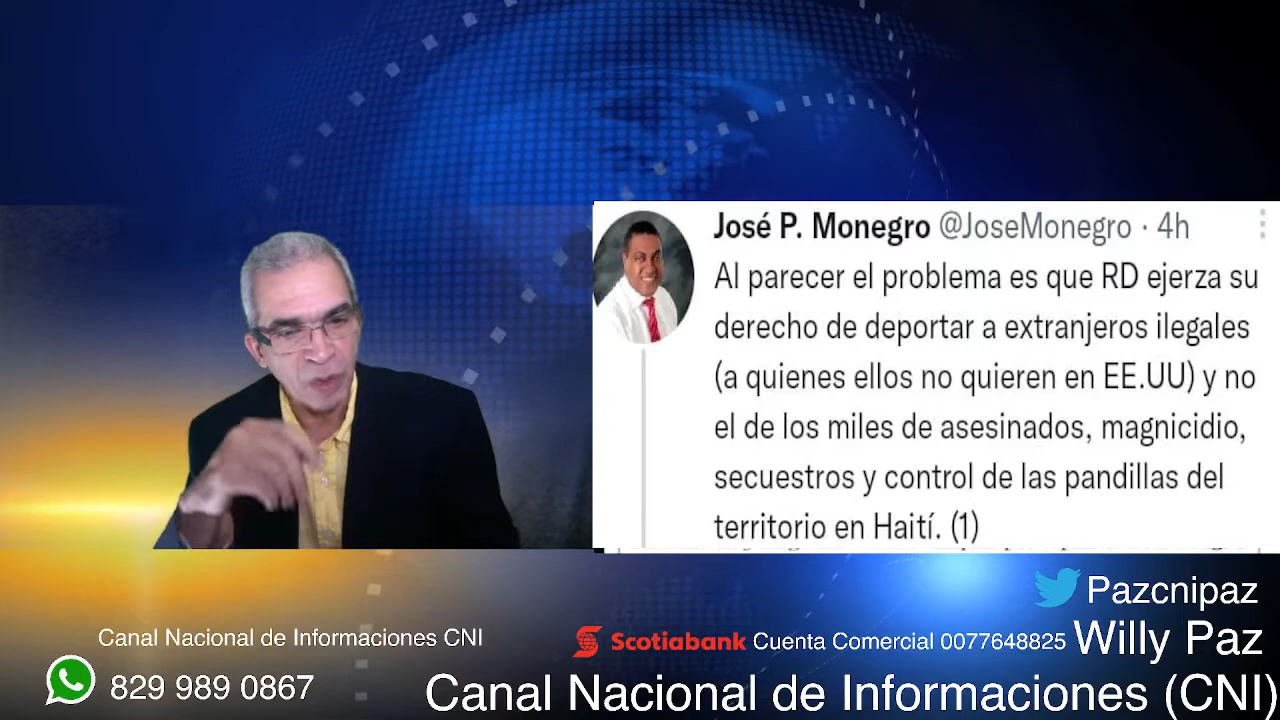 José P. Monegro @JoseMonegro · 4h
Al parecer el problema es que RD ejerza su
derecho de deportar a extranjeros ilegales
(a quienes ellos no quieren en EE.UU) y no
el de los miles de asesinados, magnicidio,
secuestros y control de las pandillas del
territorio en Haití. (1)
Pazcnipaz
Canal Nacional de Informaciones CNI
Scotiabank Cuenta Comercial 0077648825 Willy Paz
829 989 0867
Canal Nacional de Informaciones (CNI)